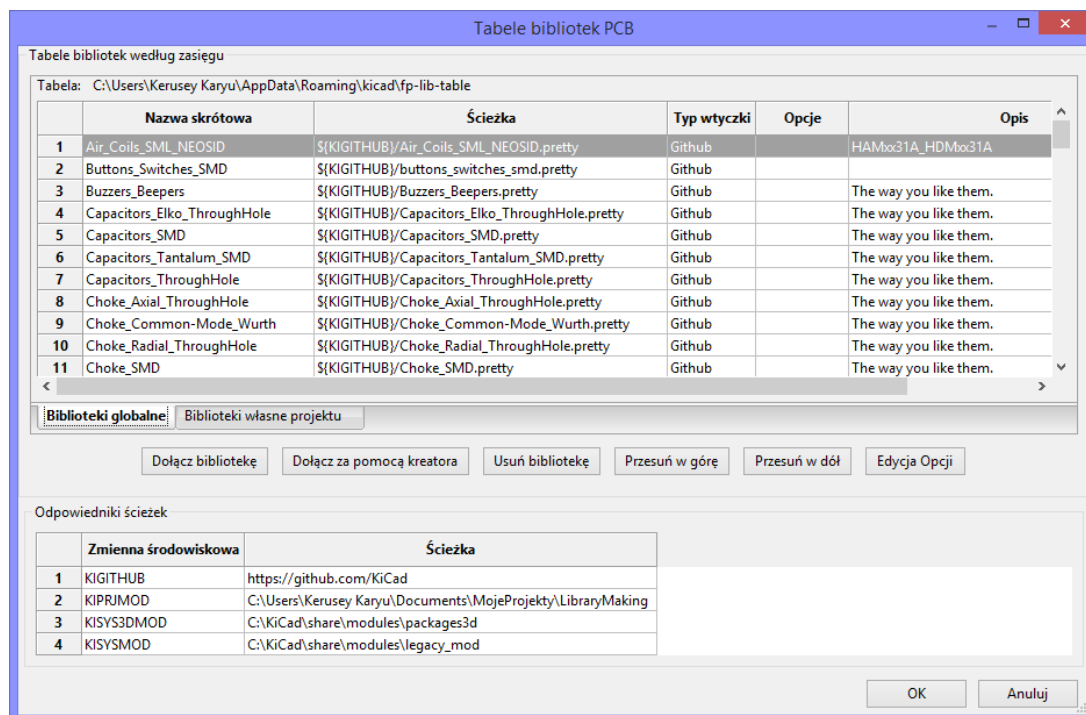 Tabele bibliotek PCB
Tabele bibliotek według zasięgu
Tabela: C:\Users\Kerusey Karyu\AppData\Roaming\kicad\fp-lib-table
Nazwa skrótowa Ścieżka Typ wtyczki Opcje Opis
1 Air_Coils_SML_NEOSID ${KIGITHUB}/Air_Coils_SML_NEOSID.pretty Github HAMxx31A_HDMxx31A
2 Buttons_Switches_SMD ${KIGITHUB}/buttons_switches_smd.pretty Github
3 Buzzers_Beepers ${KIGITHUB}/Buzzers_Beepers.pretty Github The way you like them.
4 Capacitors_Elko_ThroughHole ${KIGITHUB}/Capacitors_Elko_ThroughHole.pretty Github The way you like them.
5 Capacitors_SMD ${KIGITHUB}/Capacitors_SMD.pretty Github The way you like them.
6 Capacitors_Tantalum_SMD ${KIGITHUB}/Capacitors_Tantalum_SMD.pretty Github The way you like them.
7 Capacitors_ThroughHole ${KIGITHUB}/Capacitors_ThroughHole.pretty Github The way you like them.
8 Choke_Axial_ThroughHole ${KIGITHUB}/Choke_Axial_ThroughHole.pretty Github The way you like them.
9 Choke_Common-Mode_Wurth ${KIGITHUB}/Choke_Common-Mode_Wurth.pretty Github The way you like them.
10 Choke_Radial_ThroughHole ${KIGITHUB}/Choke_Radial_ThroughHole.pretty Github The way you like them.
11 Choke_SMD ${KIGITHUB}/Choke_SMD.pretty Github The way you like them.
Biblioteki globalne Biblioteki własne projektu
Dołącz bibliotekę Dołącz za pomocą kreatora Usuń bibliotekę Przesuń w górę Przesuń w dół Edycja Opcji
Odpowiedniki ścieżek
Zmienna środowiskowa Ścieżka
1 KIGITHUB https://github.com/KiCad
2 KIPRJMOD C:\Users\Kerusey Karyu\Documents\MojeProjekty\LibraryMaking
3 KISYS3DMOD C:\KiCad\share\modules\packages3d
4 KISYSMOD C:\KiCad\share\modules\legacy_mod
OK Anuluj